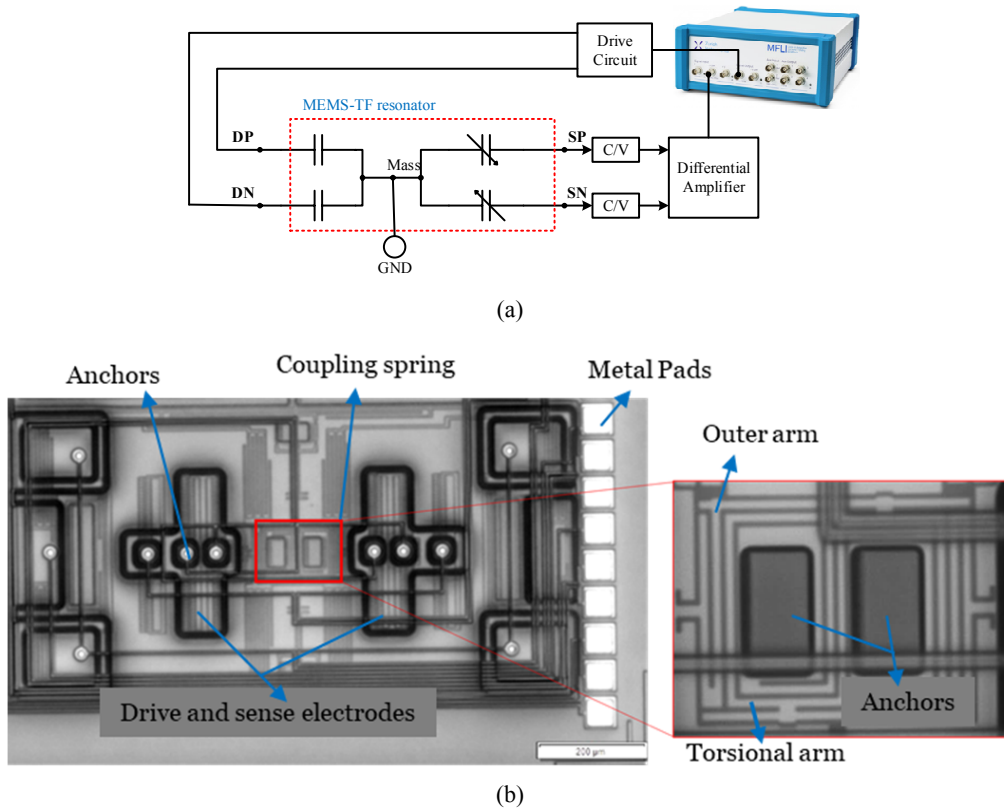 Drive
Circuit
MFLI
MEMS-TF resonator
DP
SP
C/V
Mass
Differential
Amplifier
DN
SN
C/V
GND
(a)
Anchors
Coupling spring
Metal Pads
Outer arm
Drive and sense electrodes
200 μm
Anchors
Torsional arm
(b)